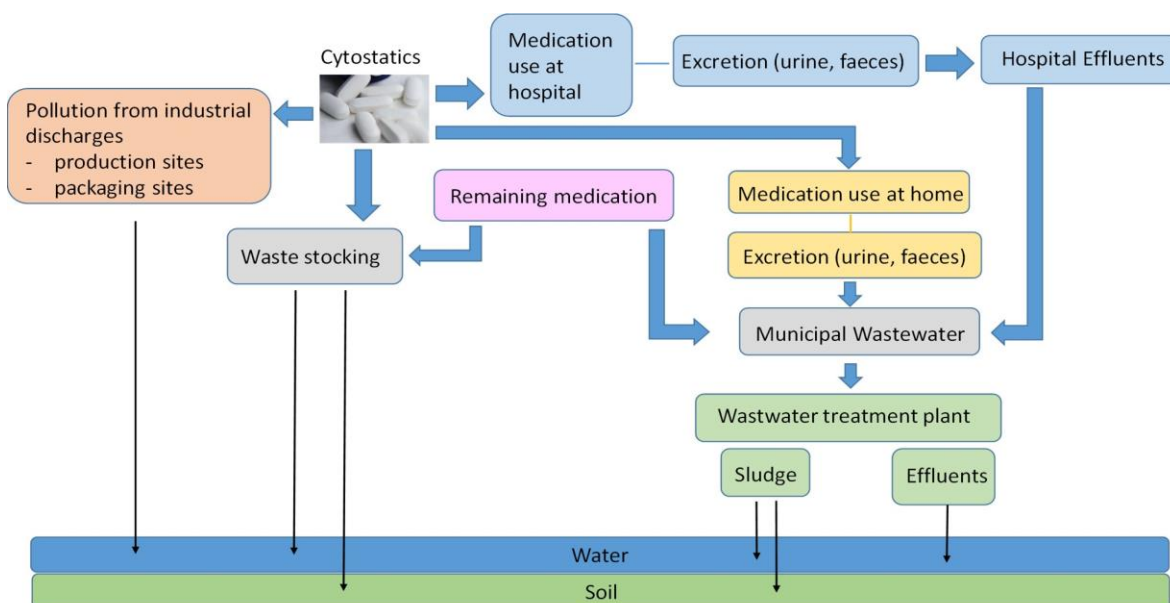 Cytostatics
Medication
use at
hospital
Excretion (urine, faeces)
Hospital Effluents
Pollution from industrial
discharges
- production sites
- packaging sites
Remaining medication
Medication use at home
Waste stocking
Excretion (urine, faeces)
Municipal Wastewater
Wastwater treatment plant
Sludge
Effluents
Water
Soil